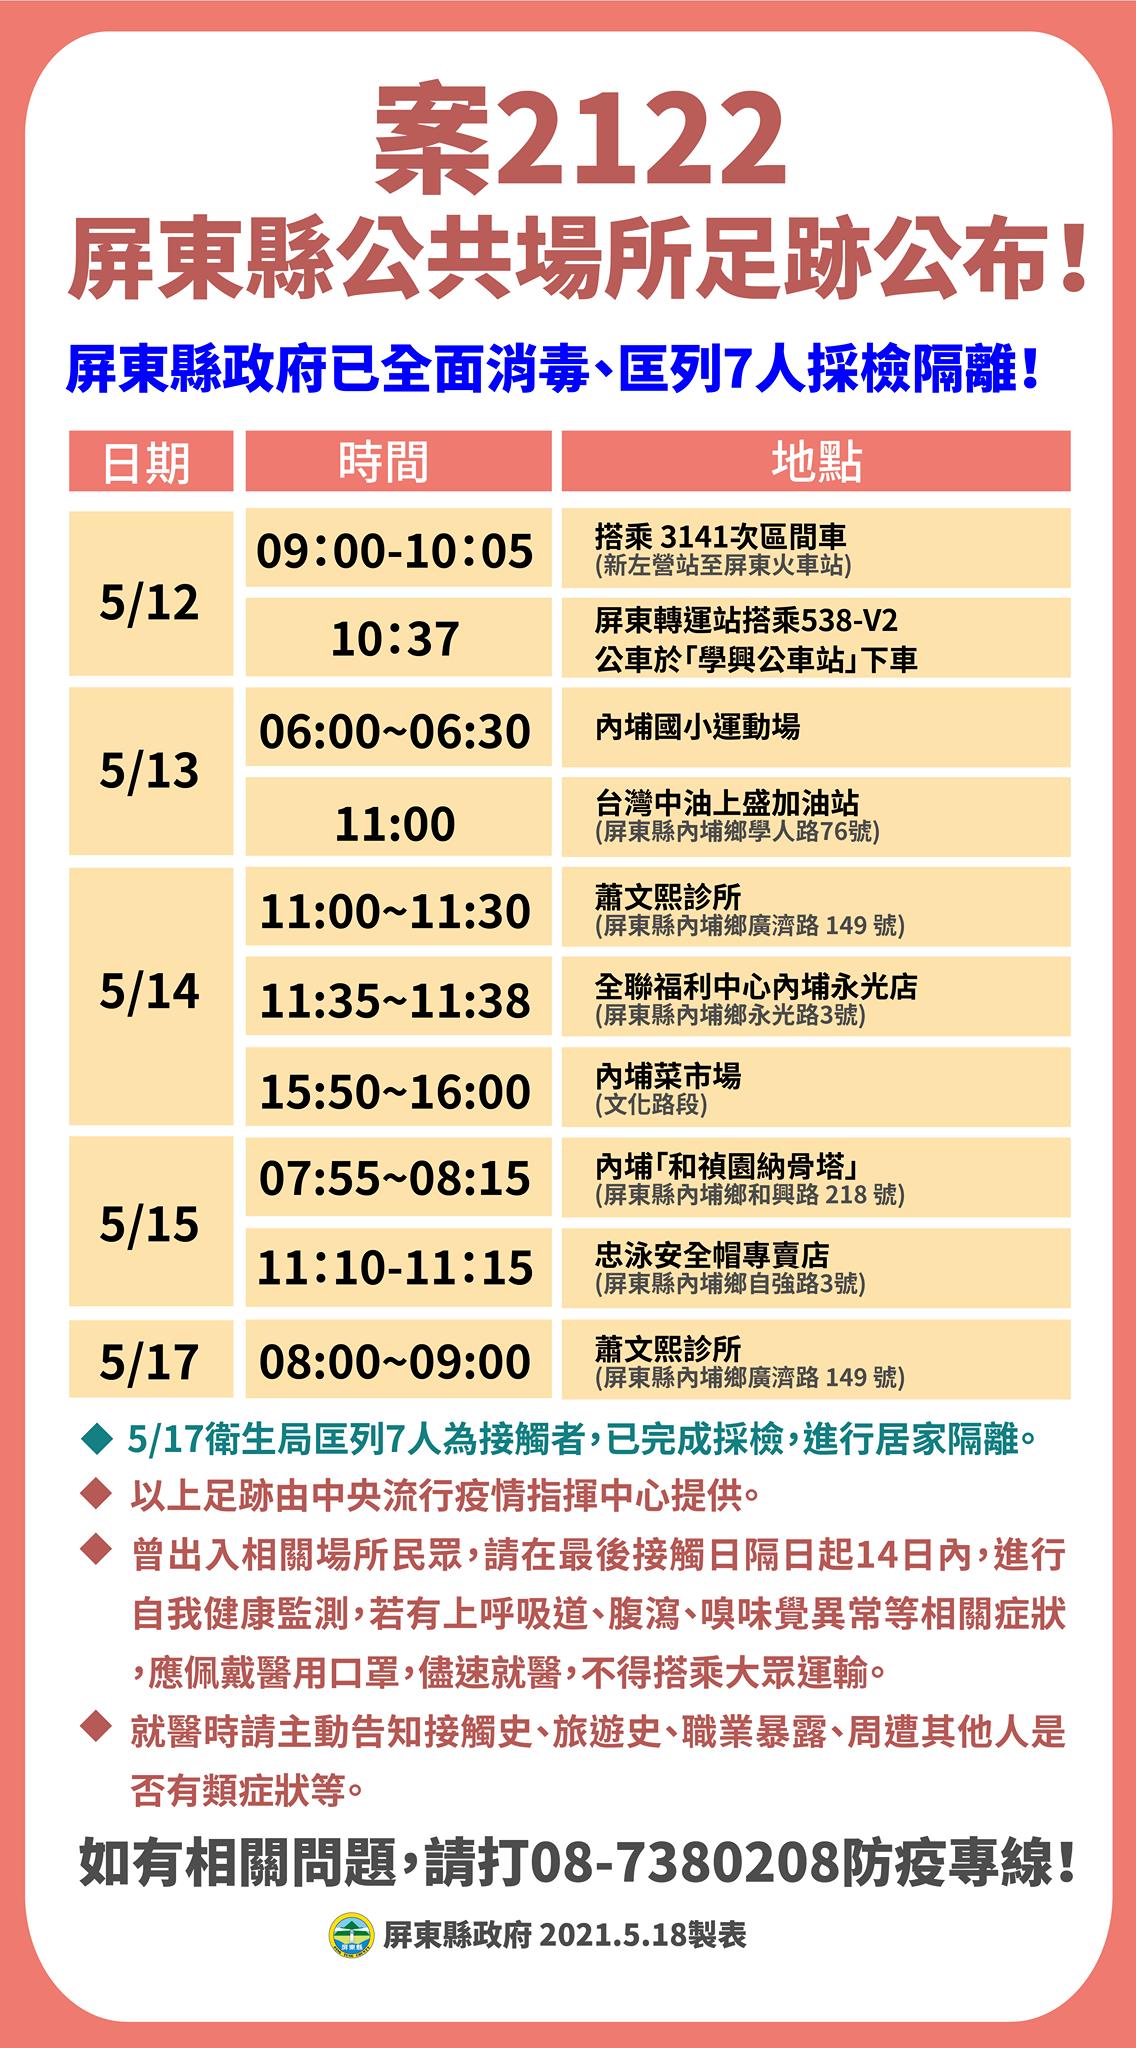 案2122
屏東縣公共場所足跡公布！
屏東縣政府已全面消毒、匡列7人採檢隔離！
日期 時間 地點
5/12
09：00-10：05
搭乘 3141次區間車
(新左營站至屏東火車站)
10：37
屏東轉運站搭乘538-V2
公車於「學興公車站」下車
5/13
06:00~06:30
內埔國小運動場
11:00
台灣中油上盛加油站
(屏東縣內埔鄉學人路76號)
5/14
11:00~11:30
蕭文熙診所
(屏東縣內埔鄉廣濟路 149 號)
11:35~11:38
全聯福利中心內埔永光店
(屏東縣內埔鄉永光路3號)
15:50~16:00
內埔菜市場
(文化路段)
5/15
07:55~08:15
內埔「和禎園納骨塔」
(屏東縣內埔鄉和興路 218 號)
11：10-11：15
忠泳安全帽專賣店
(屏東縣內埔鄉自強路3號)
5/17
08:00~09:00
蕭文熙診所
(屏東縣內埔鄉廣濟路 149 號)
◆ 5/17衛生局匡列7人為接觸者，已完成採檢，進行居家隔離。
◆ 以上足跡由中央流行疫情指揮中心提供。
◆ 曾出入相關場所民眾，請在最後接觸日隔日起14日內，進行
自我健康監測，若有上呼吸道、腹瀉、嗅味覺異常等相關症狀
，應佩戴醫用口罩，儘速就醫，不得搭乘大眾運輸。
◆ 就醫時請主動告知接觸史、旅遊史、職業暴露、周遭其他人是
否有類症狀等。
如有相關問題，請打08-7380208防疫專線！
屏東縣政府 2021.5.18製表